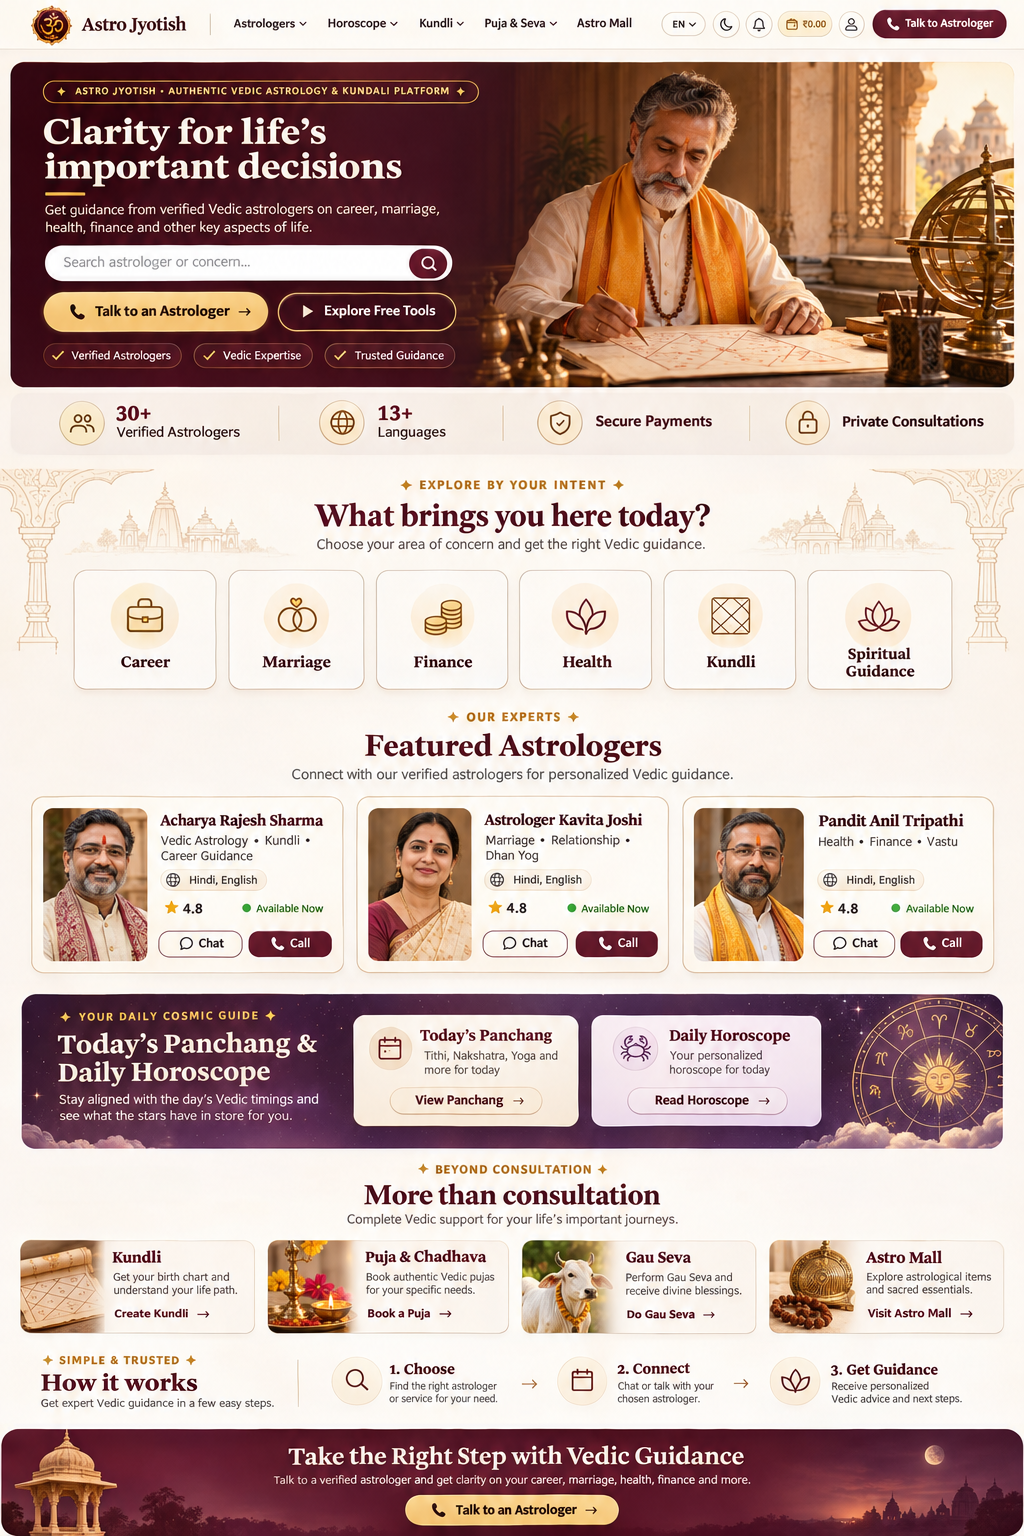 Astro Jyotish
Astrologers
Horoscope
Kundli
Puja & Seva
Astro Mall
EN
₹0.00
Talk to Astrologer
ASTRO JYOTISH • AUTHENTIC VEDIC ASTROLOGY & KUNDALI PLATFORM
Clarity for life's
important decisions
Get guidance from verified Vedic astrologers on career, marriage,
health, finance and other key aspects of life.
Search astrologer or concern...
Talk to an Astrologer →
Explore Free Tools
Verified Astrologers
Vedic Expertise
Trusted Guidance
30+
Verified Astrologers
13+
Languages
Secure Payments
Private Consultations
EXPLORE BY YOUR INTENT
What brings you here today?
Choose your area of concern and get the right Vedic guidance.
Career
Marriage
Finance
Health
Kundli
Spiritual
Guidance
OUR EXPERTS
Featured Astrologers
Connect with our verified astrologers for personalized Vedic guidance.
Acharya Rajesh Sharma
Vedic Astrology • Kundli •
Career Guidance
Hindi, English
4.8
Available Now
Chat
Call
Astrologer Kavita Joshi
Marriage • Relationship •
Dhan Yog
Hindi, English
4.8
Available Now
Chat
Call
Pandit Anil Tripathi
Health • Finance • Vastu
Hindi, English
4.8
Available Now
Chat
Call
YOUR DAILY COSMIC GUIDE
Today's Panchang &
Daily Horoscope
Stay aligned with the day's Vedic timings and
see what the stars have in store for you.
Today's Panchang
Tithi, Nakshatra, Yoga and
more for today
View Panchang →
Daily Horoscope
Your personalized
horoscope for today
Read Horoscope →
BEYOND CONSULTATION
More than consultation
Complete Vedic support for your life's important journeys.
Kundli
Get your birth chart and
understand your life path.
Create Kundli →
Puja & Chadhava
Book authentic Vedic pujas
for your specific needs.
Book a Puja →
Gau Seva
Perform Gau Seva and
receive divine blessings.
Do Gau Seva →
Astro Mall
Explore astrological items
and sacred essentials.
Visit Astro Mall →
SIMPLE & TRUSTED
How it works
Get expert Vedic guidance in a few easy steps.
1. Choose
Find the right astrologer
or service for your need.
2. Connect
Chat or talk with your
chosen astrologer.
3. Get Guidance
Receive personalized
Vedic advice and next steps.
Take the Right Step with Vedic Guidance
Talk to a verified astrologer and get clarity on your career, marriage, health, finance and more.
Talk to an Astrologer →